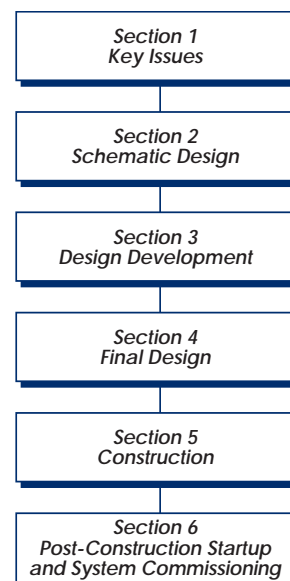 Section 1
Key Issues
Section 2
Schematic Design
Section 3
Design Development
Section 4
Final Design
Section 5
Construction
Section 6
Post-Construction Startup
and System Commissioning